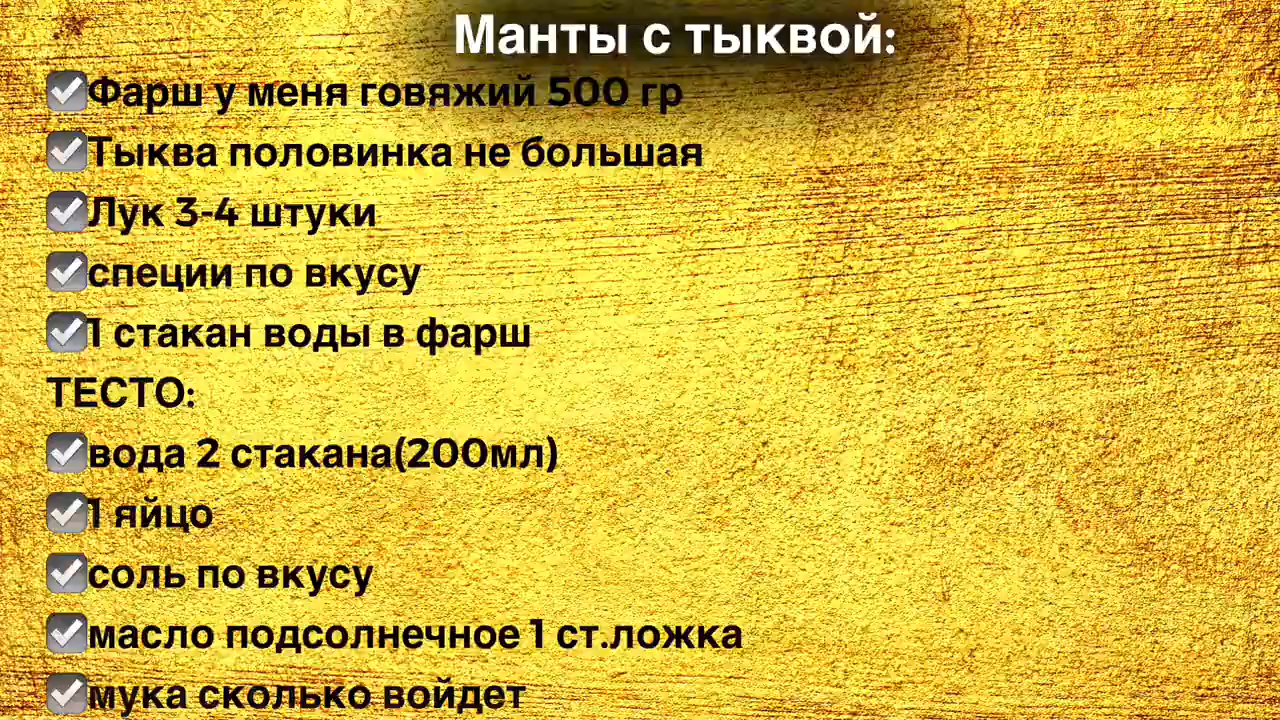 Манты с тыквой:
Фарш у меня говяжий 500 гр
Тыква половинка не большая
Лук 3-4 штуки
специи по вкусу
1 стакан воды в фарш
ТЕСТО:
вода 2 стакана(200мл)
1 яйцо
соль по вкусу
масло подсолнечное 1 ст.ложка
мука сколько войдет